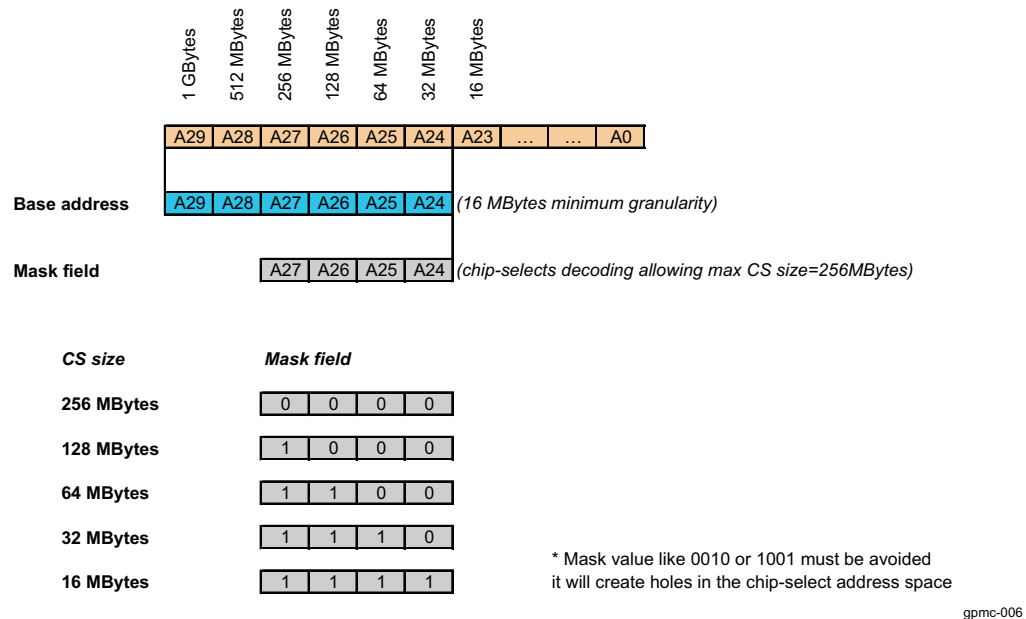 1 GBytes 512 MBytes 256 MBytes 128 MBytes 64 MBytes 32 MBytes 16 MBytes
A29 A28 A27 A26 A25 A24 A23 ... ... A0
Base address A29 A28 A27 A26 A25 A24 (16 MBytes minimum granularity)
Mask field A27 A26 A25 A24 (chip-selects decoding allowing max CS size=256MBytes)
CS size Mask field
256 MBytes 0 0 0 0
128 MBytes 1 0 0 0
64 MBytes 1 1 0 0
32 MBytes 1 1 1 0
16 MBytes 1 1 1 1
* Mask value like 0010 or 1001 must be avoided
it will create holes in the chip-select address space
gpmc-006